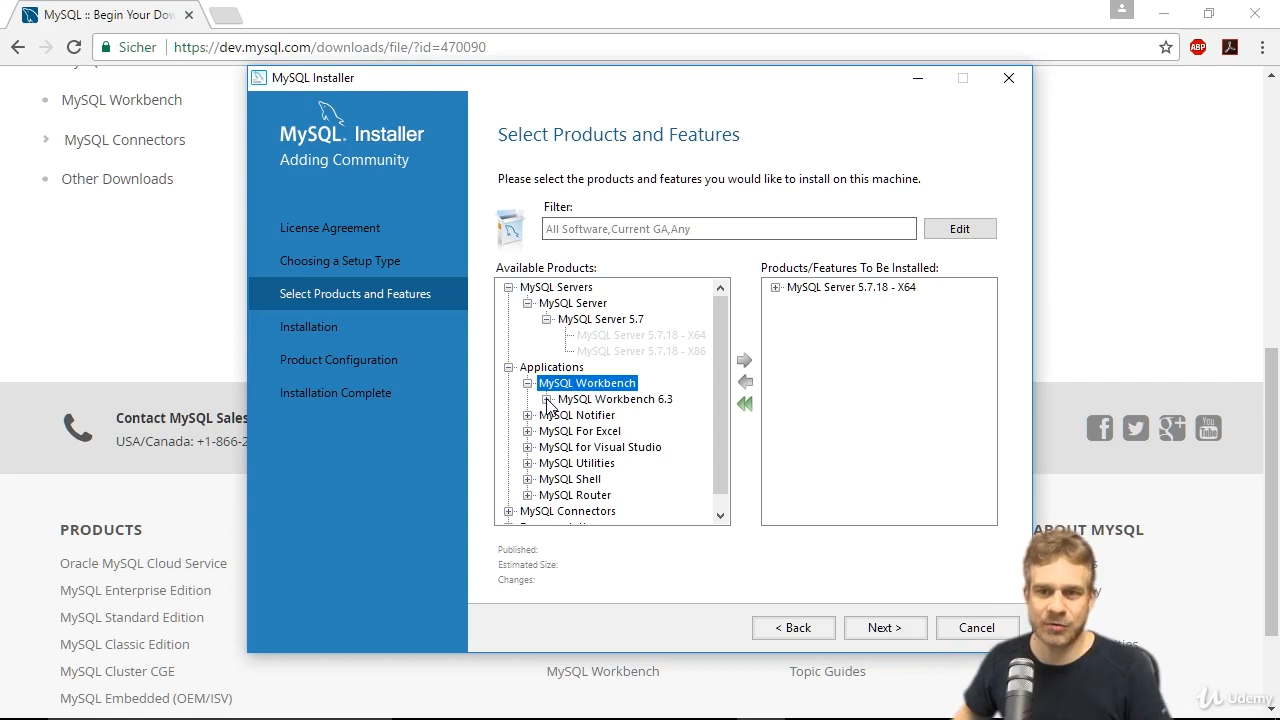 MySQL :: Begin Your Dow
Sicher
https://dev.mysql.com/downloads/file/?id=470090
ABP
MySQL Workbench
MySQL Connectors
Other Downloads
MySQL Installer
MySQL Installer
Adding Community
License Agreement
Choosing a Setup Type
Select Products and Features
Installation
Product Configuration
Installation Complete
Select Products and Features
Please select the products and features you would like to install on this machine.
Filter:
All Software,Current GA,Any
Edit
Available Products:
MySQL Servers
MySQL Server
MySQL Server 5.7
MySQL Server 5.7.18 - X64
MySQL Server 5.7.18 - X86
Applications
MySQL Workbench
MySQL Workbench 6.3
MySQL Notifier
MySQL For Excel
MySQL for Visual Studio
MySQL Utilities
MySQL Shell
MySQL Router
MySQL Connectors
Products/Features To Be Installed:
MySQL Server 5.7.18 - X64
Published:
Estimated Size:
Changes:
< Back
Next >
Cancel
Contact MySQL Sales
USA/Canada: +1-866-2
You
Tube
PRODUCTS
Oracle MySQL Cloud Service
MySQL Enterprise Edition
MySQL Standard Edition
MySQL Classic Edition
MySQL Cluster CGE
MySQL Embedded (OEM/ISV)
MySQL Workbench
Topic Guides
ABOUT MYSQL
Udemy